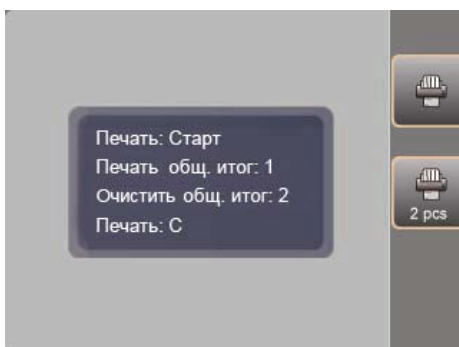 Печать: Старт
Печать общ. итог: 1
Очистить общ. итог: 2
Печать: С
2 pcs